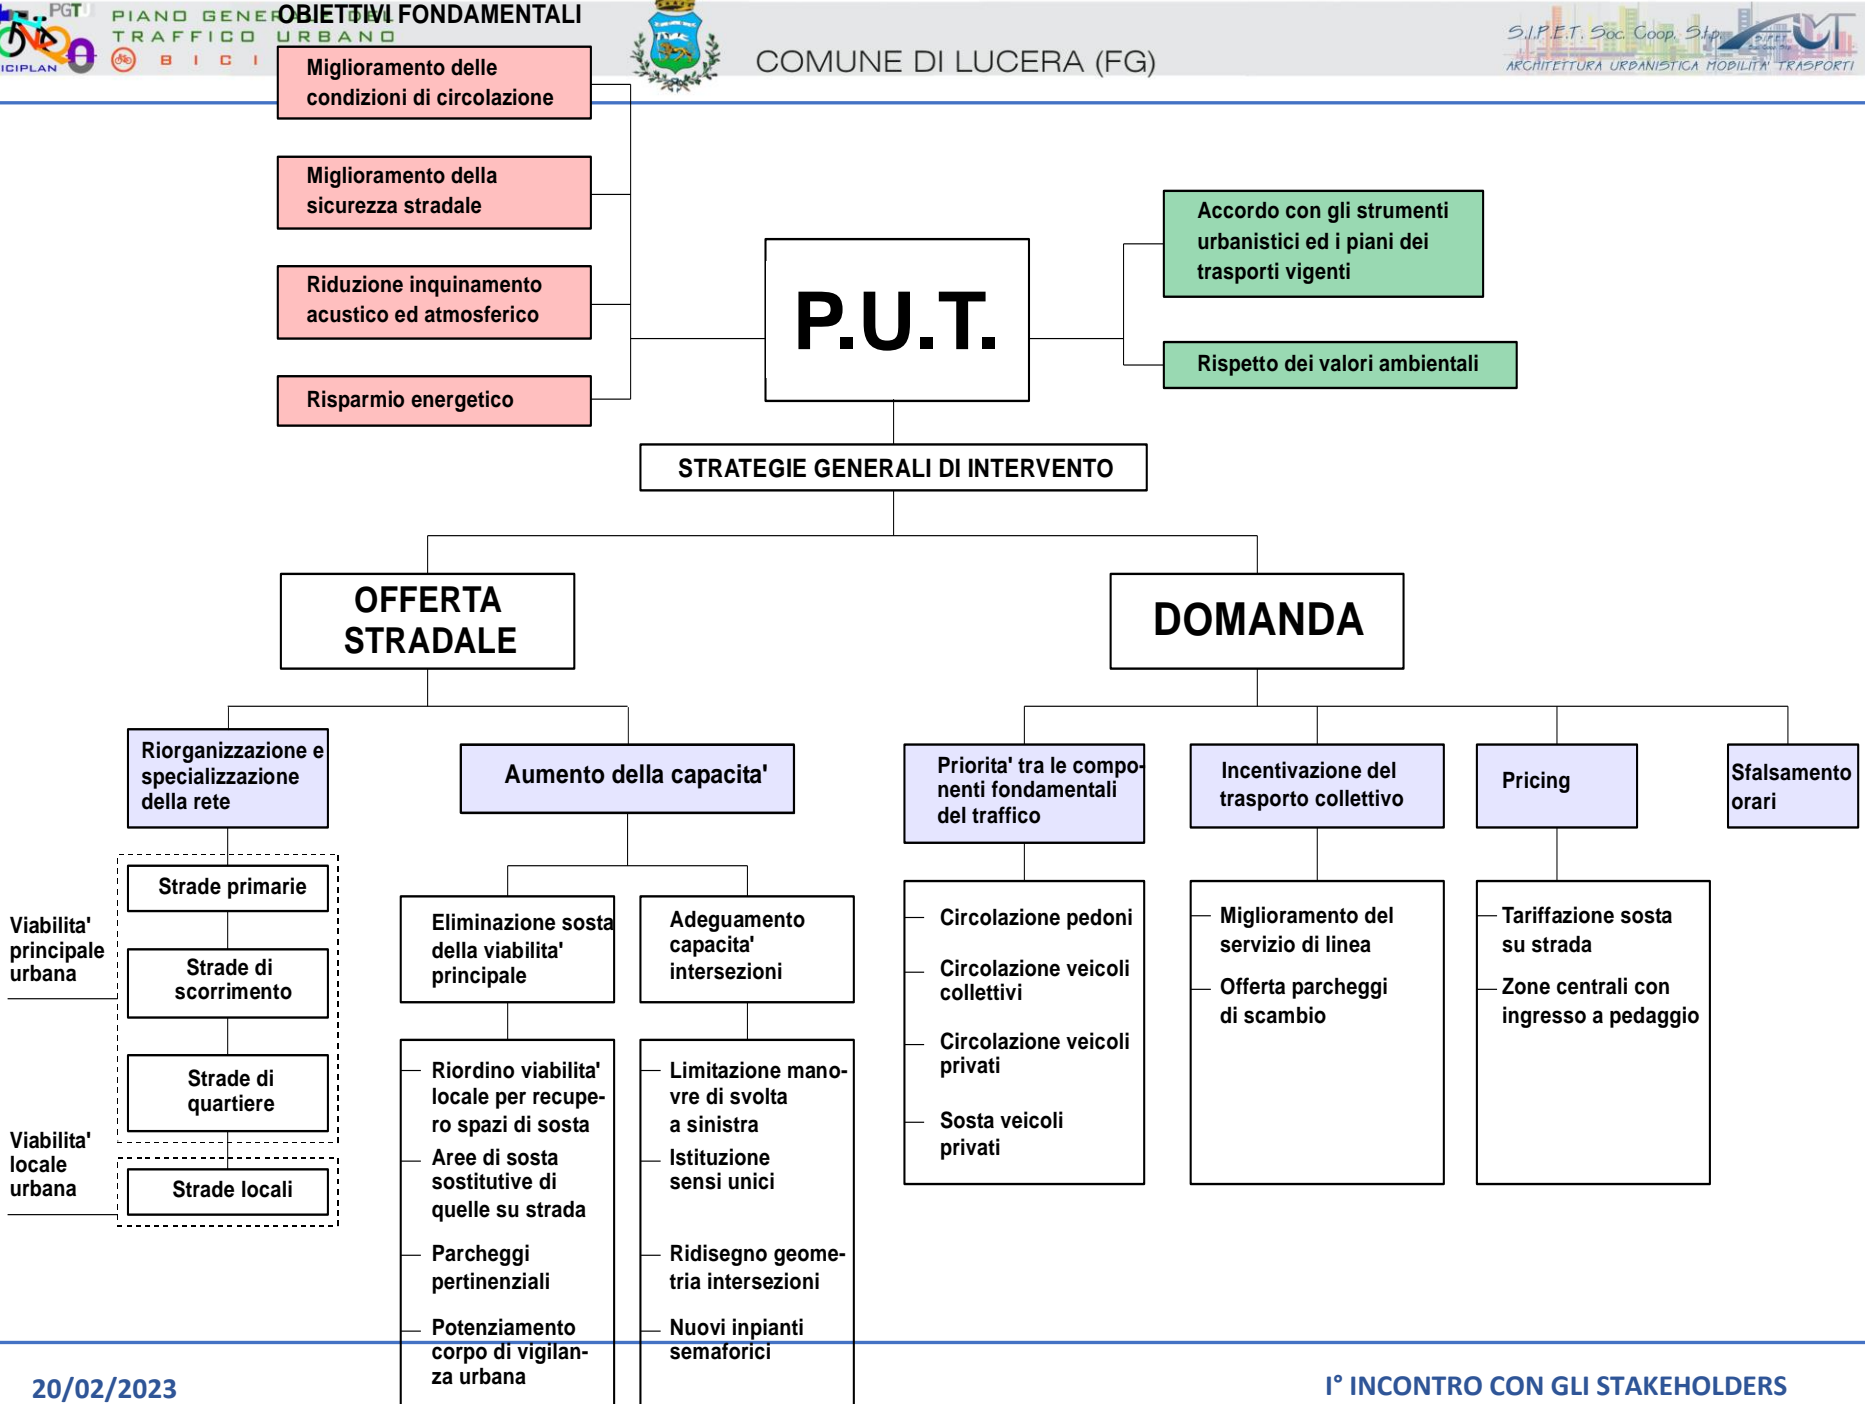 PGTU
PIANO GENERALE DEL
TRAFFICO URBANO
BICI
ICIPLAN
OBIETTIVI FONDAMENTALI
COMUNE DI LUCERA (FG)
S.I.P.E.T. Soc. Coop. S.t.p.
ARCHITETTURA URBANISTICA MOBILITA' TRASPORTI
Miglioramento delle
condizioni di circolazione
Miglioramento della
sicurezza stradale
Riduzione inquinamento
acustico ed atmosferico
Risparmio energetico
P.U.T.
Accordo con gli strumenti
urbanistici ed i piani dei
trasporti vigenti
Rispetto dei valori ambientali
STRATEGIE GENERALI DI INTERVENTO
OFFERTA
STRADALE
DOMANDA
Riorganizzazione e
specializzazione
della rete
Aumento della capacita'
Priorita' tra le compo-
nenti fondamentali
del traffico
Incentivazione del
trasporto collettivo
Pricing
Sfalsamento
orari
Viabilita'
principale
urbana
Strade primarie
Strade di
scorrimento
Strade di
quartiere
Viabilita'
locale
urbana
Strade locali
Eliminazione sosta
della viabilita'
principale
Adeguamento
capacita'
intersezioni
Riordino viabilita'
locale per recupe-
ro spazi di sosta
Aree di sosta
sostitutive di
quelle su strada
Parcheggi
pertinenziali
Potenziamento
corpo di vigilan-
za urbana
Limitazione mano-
vre di svolta
a sinistra
Istituzione
sensi unici
Ridisegno geome-
tria intersezioni
Nuovi inpianti
semaforici
Circolazione pedoni
Circolazione veicoli
collettivi
Circolazione veicoli
privati
Sosta veicoli
privati
Miglioramento del
servizio di linea
Offerta parcheggi
di scambio
Tariffazione sosta
su strada
Zone centrali con
ingresso a pedaggio
20/02/2023
I° INCONTRO CON GLI STAKEHOLDERS